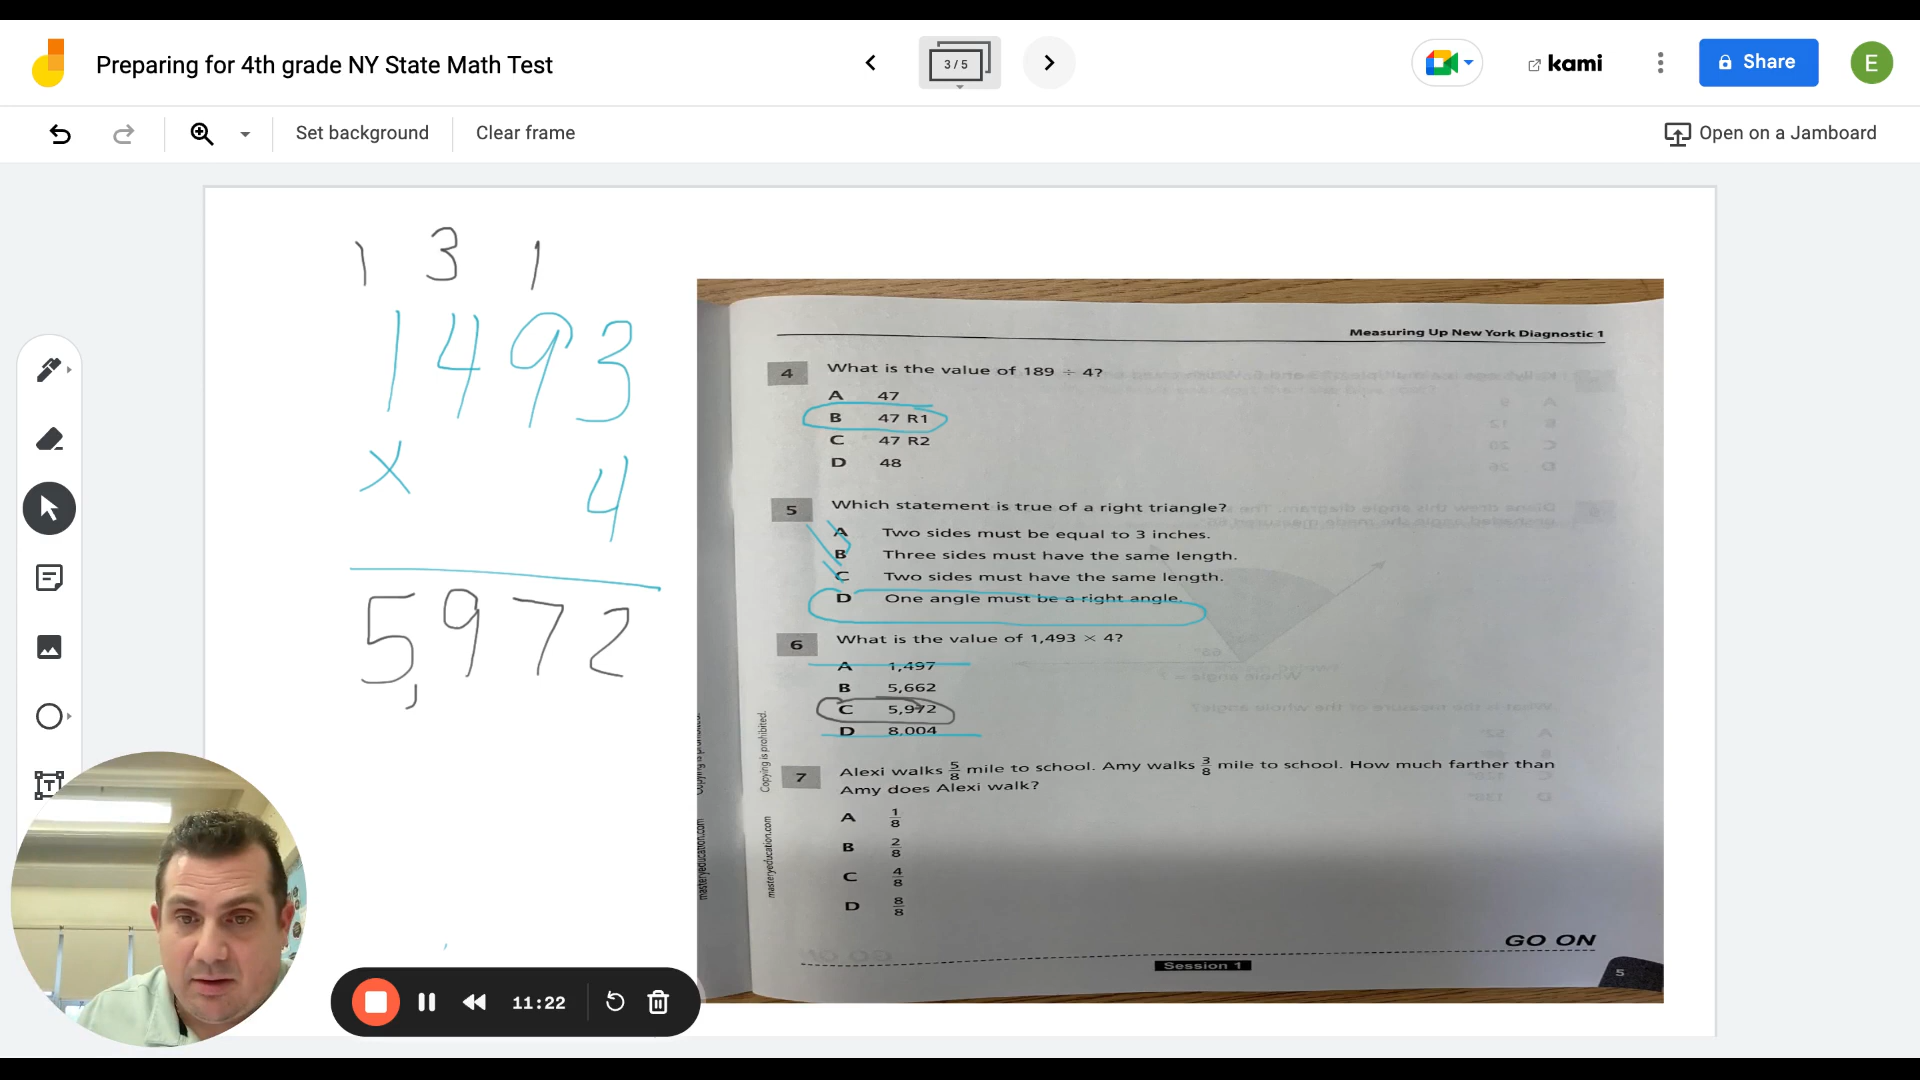 Preparing for 4th grade NY State Math Test
3 / 5
kami
Share
E
Set background
Clear frame
Open on a Jamboard
1 3 1
1493
x 4
5,972
Measuring Up New York Diagnostic 1
4 What is the value of 189 ÷ 4?
A 47
B 47 R1
C 47 R2
D 48
5 Which statement is true of a right triangle?
A Two sides must be equal to 3 inches.
B Three sides must have the same length.
C Two sides must have the same length.
D One angle must be a right angle.
6 What is the value of 1,493 × 4?
A 1,497
B 5,662
C 5,972
D 8,004
7 Alexi walks 5/8 mile to school. Amy walks 3/8 mile to school. How much farther than
Amy does Alexi walk?
A 1/8
B 2/8
C 4/8
D 8/8
GO ON
Session 1
5
Copying is prohibited.
masteryeducation.com
masteryeducation.com
11:22